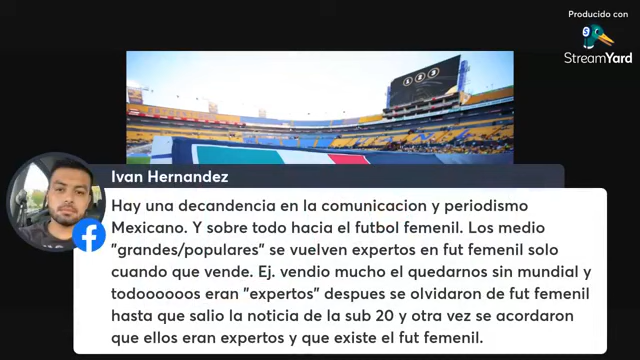 Producido con
StreamYard
Ivan Hernandez
Hay una decandencia en la comunicacion y periodismo
Mexicano. Y sobre todo hacia el futbol femenil. Los medio
"grandes/populares" se vuelven expertos en fut femenil solo
cuando que vende. Ej. vendio mucho el quedarnos sin mundial y
todoooooos eran "expertos" despues se olvidaron de fut femenil
hasta que salio la noticia de la sub 20 y otra vez se acordaron
que ellos eran expertos y que existe el fut femenil.